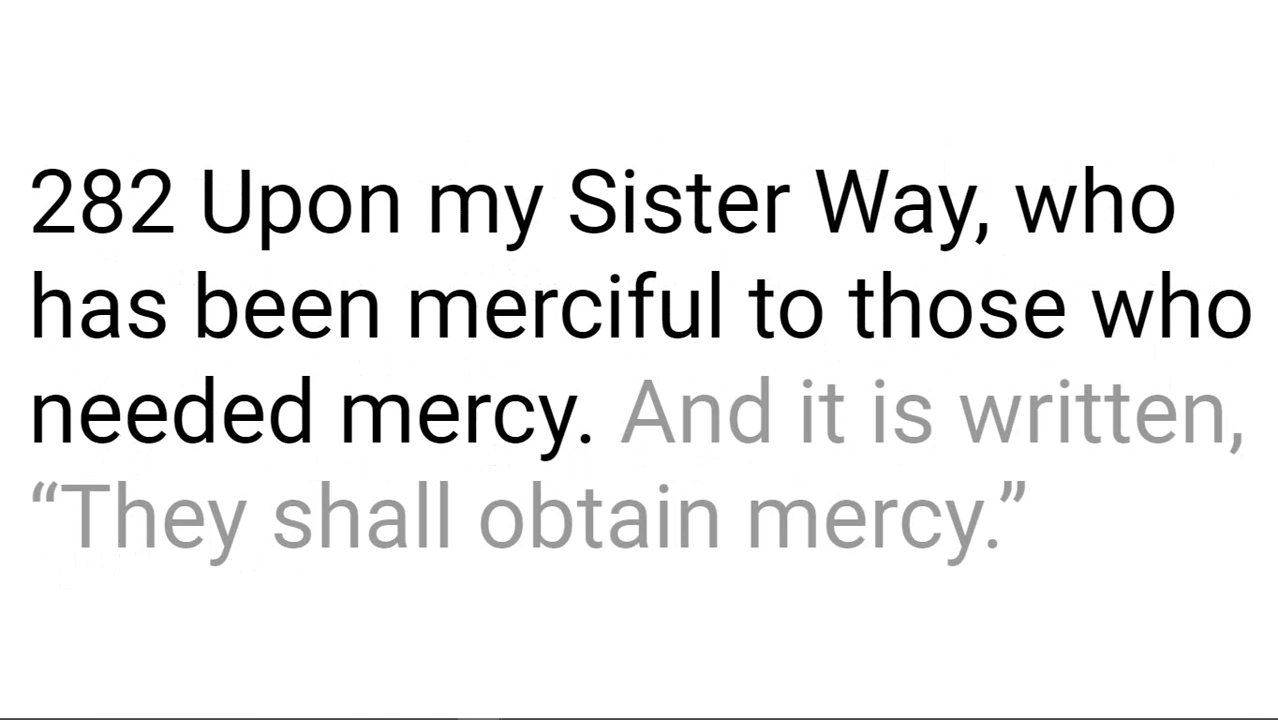 282 Upon my Sister Way, who
has been merciful to those who
needed mercy. And it is written,
“They shall obtain mercy.”